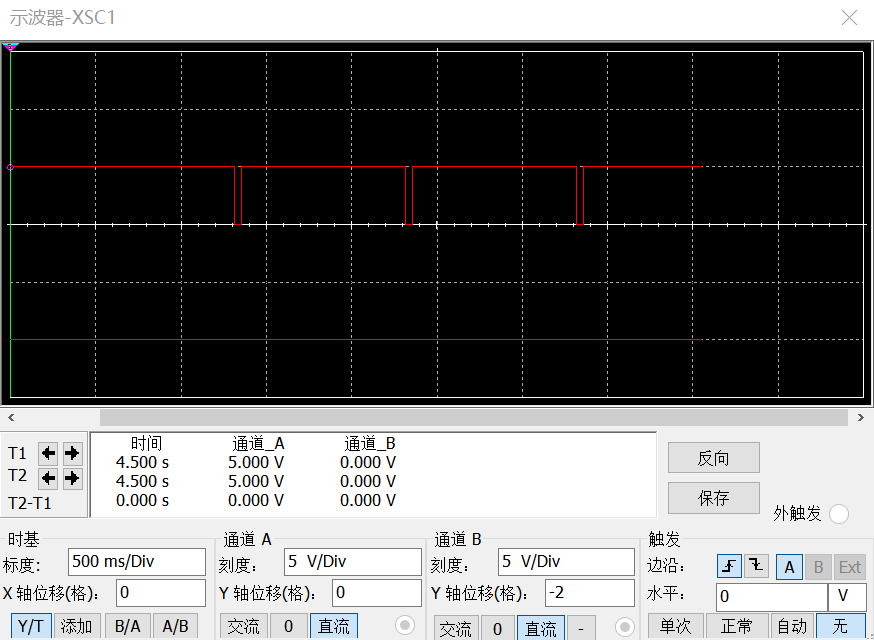 示波器-XSC1
时间 通道_A 通道_B
T1 4.500 s 5.000 V 0.000 V
T2 4.500 s 5.000 V 0.000 V
T2-T1 0.000 s 0.000 V 0.000 V
反向
保存
外触发
时基 通道 A 通道 B 触发
标度： 500 ms/Div 刻度： 5 V/Div 刻度： 5 V/Div 边沿： A B Ext
X 轴位移(格)： 0 Y 轴位移(格)： 0 Y 轴位移(格)： -2 水平： 0 V
Y/T 添加 B/A A/B 交流 0 直流 交流 0 直流 - 单次 正常 自动 无